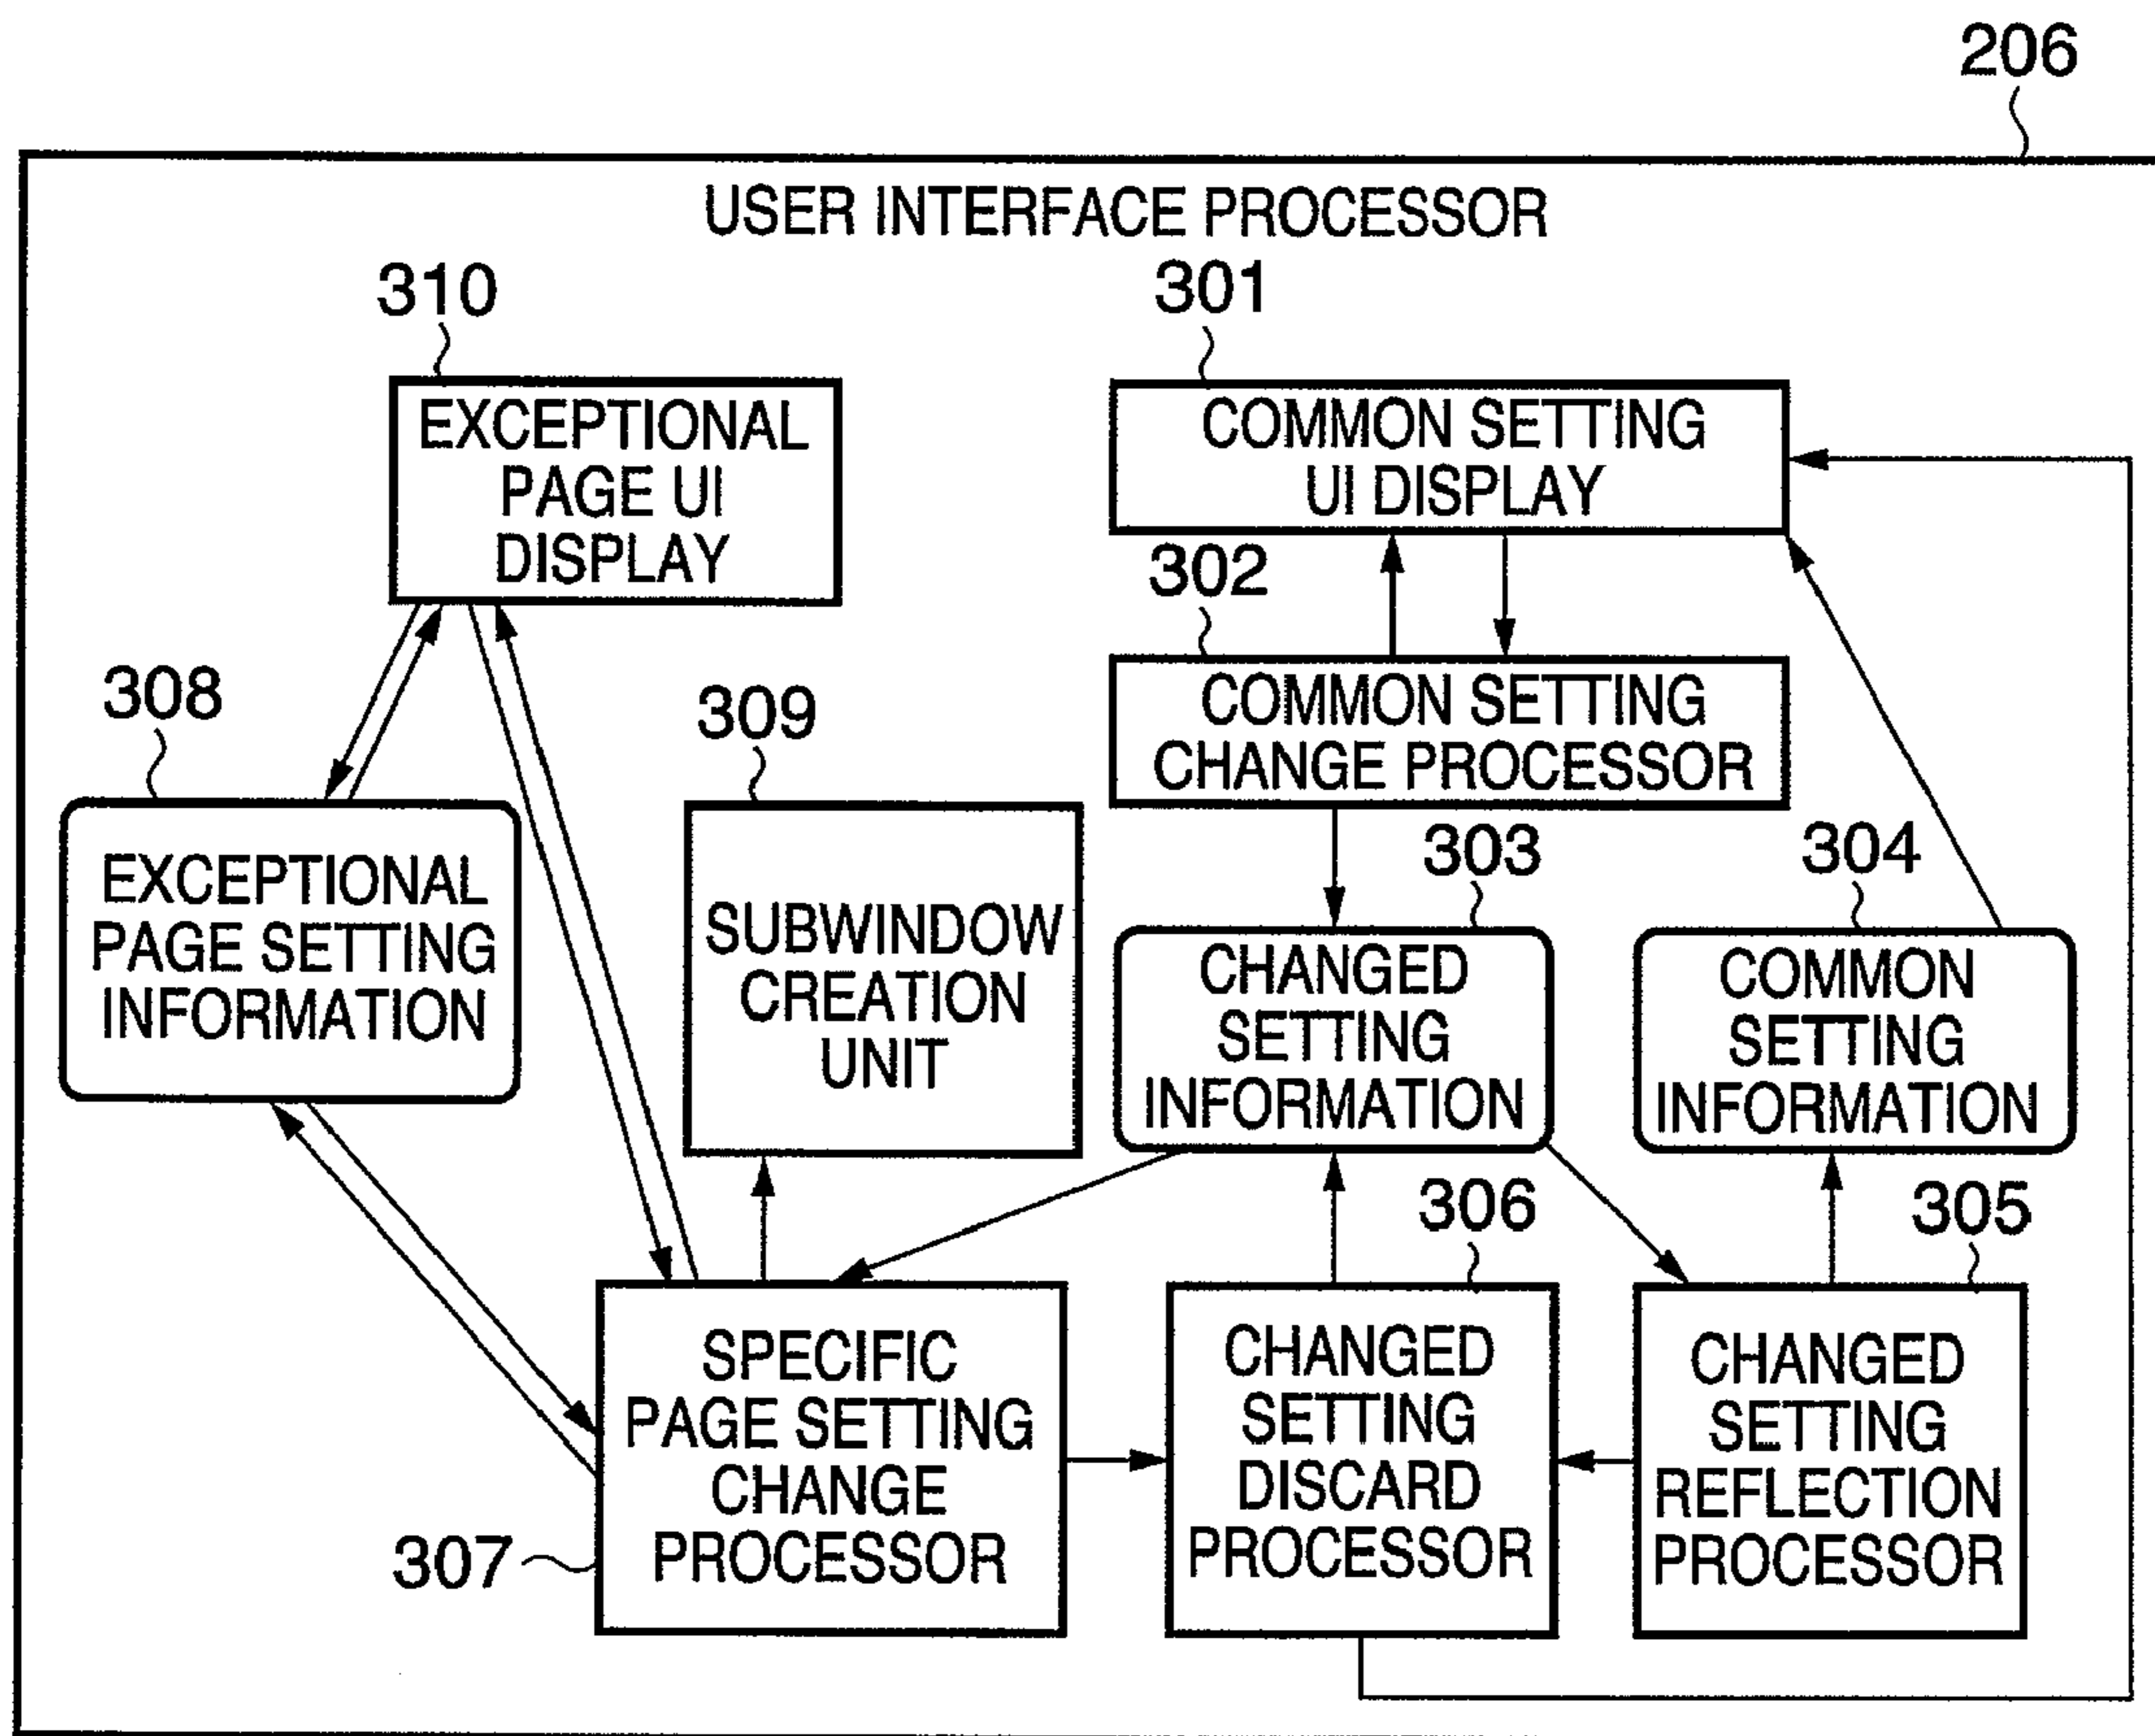 206
USER INTERFACE PROCESSOR
310
EXCEPTIONAL
PAGE UI
DISPLAY
301
COMMON SETTING
UI DISPLAY
302
COMMON SETTING
CHANGE PROCESSOR
308
EXCEPTIONAL
PAGE SETTING
INFORMATION
309
SUBWINDOW
CREATION
UNIT
303
CHANGED
SETTING
INFORMATION
304
COMMON
SETTING
INFORMATION
307
SPECIFIC
PAGE SETTING
CHANGE
PROCESSOR
306
CHANGED
SETTING
DISCARD
PROCESSOR
305
CHANGED
SETTING
REFLECTION
PROCESSOR